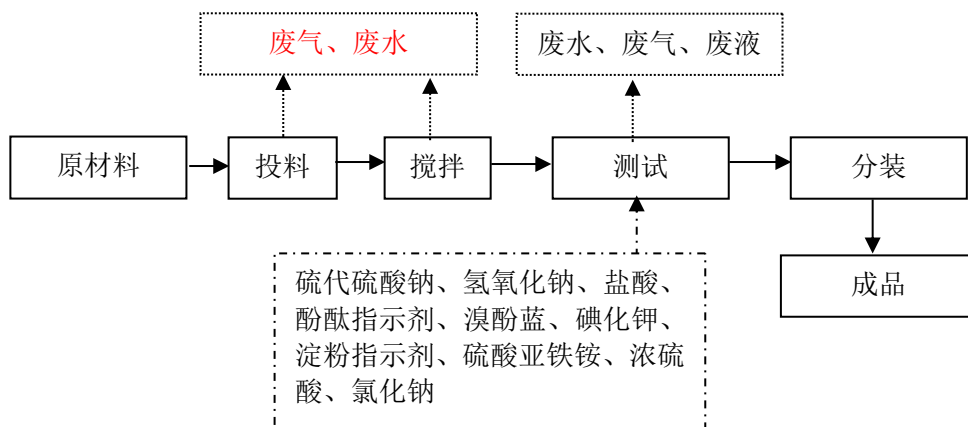 废气、废水
废水、废气、废液
原材料
投料
搅拌
测试
分装
硫代硫酸钠、氢氧化钠、盐酸、
酚酞指示剂、溴酚蓝、碘化钾、
淀粉指示剂、硫酸亚铁铵、浓硫
酸、氯化钠
成品